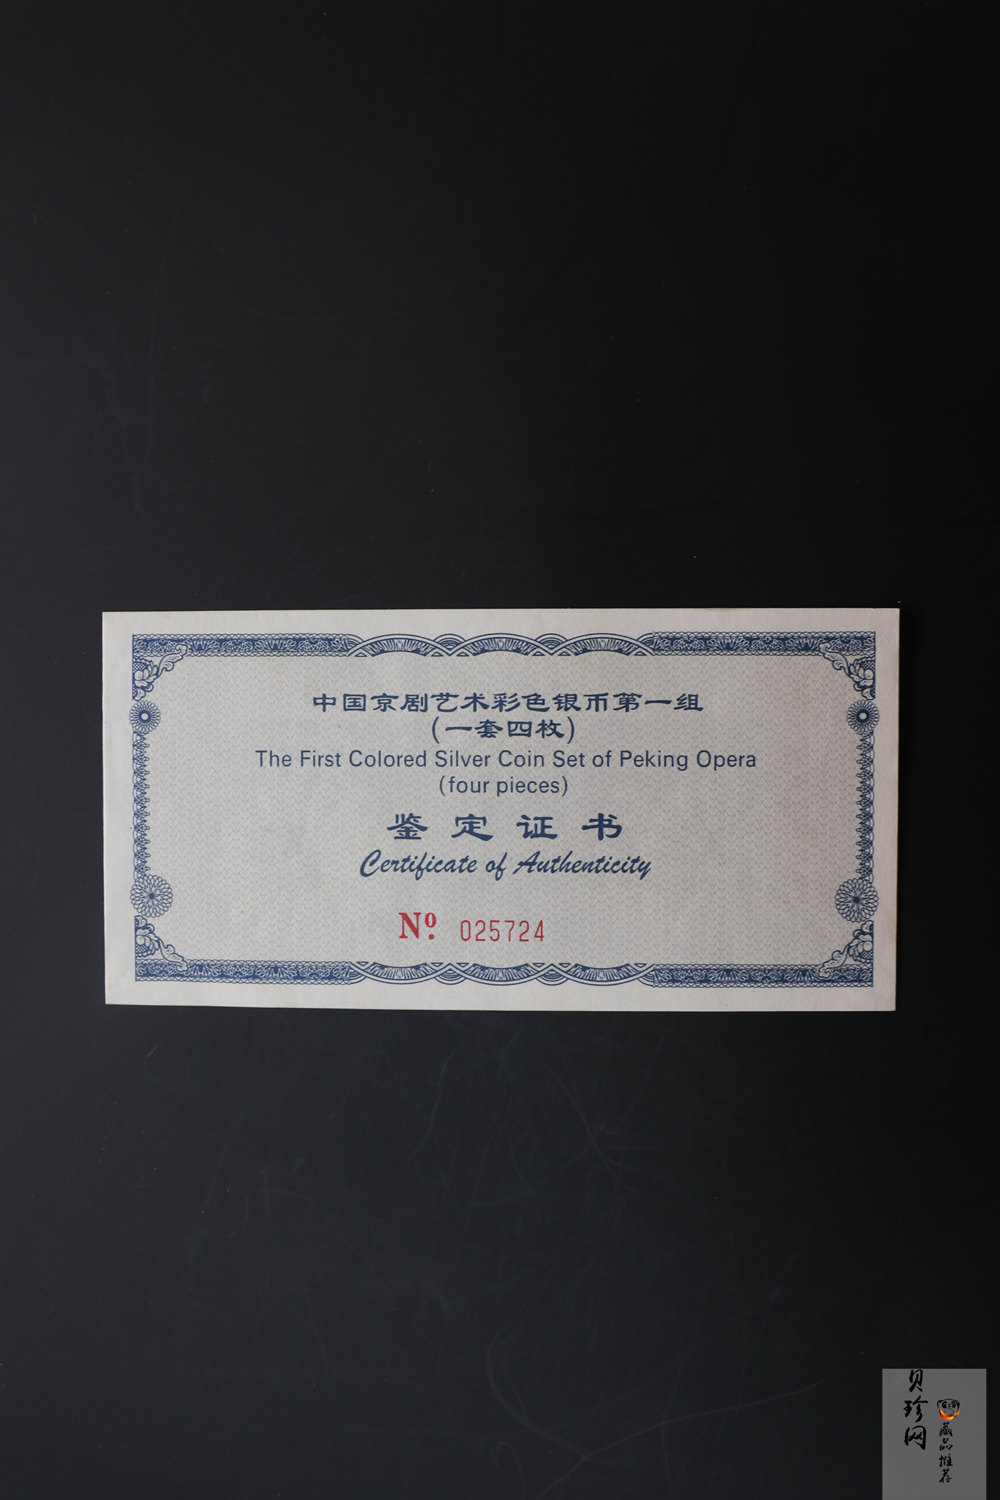 中国京剧艺术彩色银币第一组
(一套四枚)
The First Colored Silver Coin Set of Peking Opera
(four pieces)
鉴定证书
Certificate of Authenticity
Nº 025724
贝珍网
藏品推荐